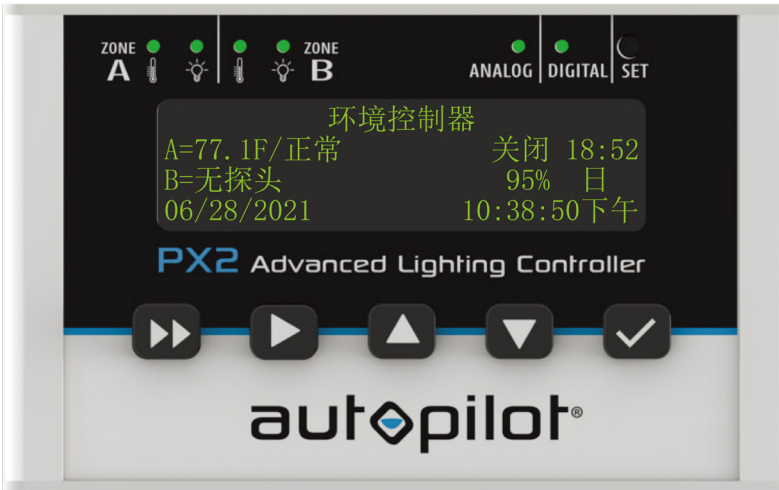 ZONE A ZONE B ANALOG DIGITAL SET
环境控制器
A=77.1F/正常 关闭 18:52
B=无探头 95% 日
06/28/2021 10:38:50下午
PX2 Advanced Lighting Controller
autopilot®